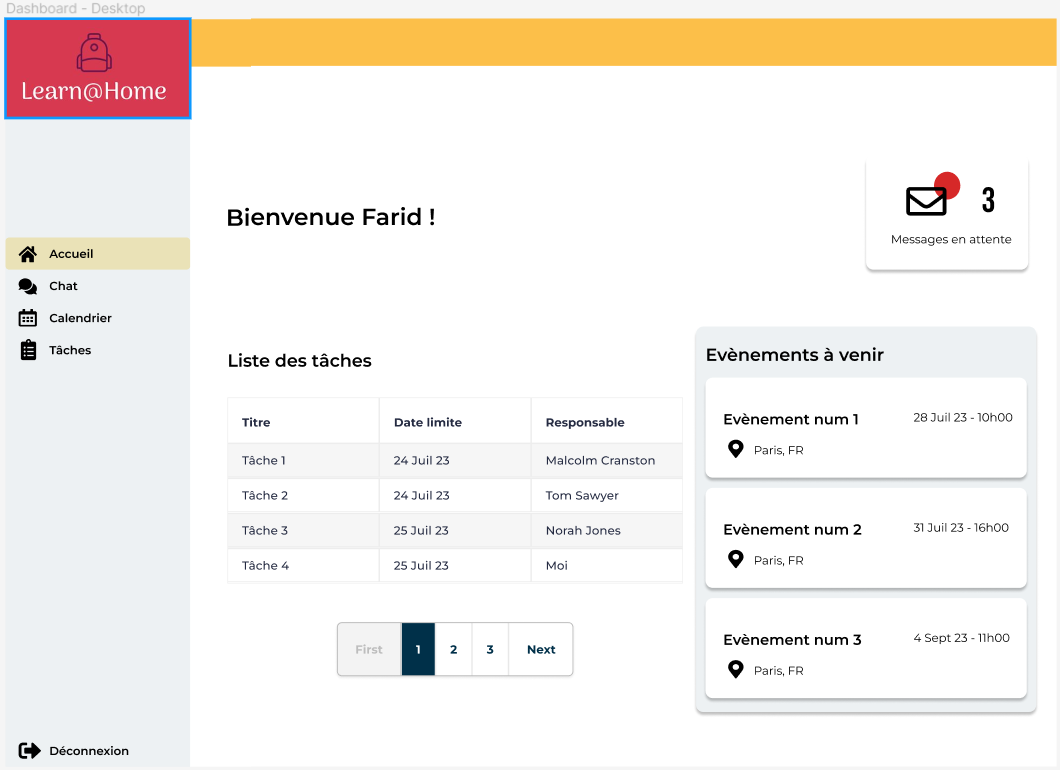 Dashboard - Desktop
Learn@Home
Accueil
Chat
Calendrier
Tâches
Déconnexion
Bienvenue Farid !
3
Messages en attente
Liste des tâches
Titre Date limite Responsable
Tâche 1 24 Juil 23 Malcolm Cranston
Tâche 2 24 Juil 23 Tom Sawyer
Tâche 3 25 Juil 23 Norah Jones
Tâche 4 25 Juil 23 Moi
First 1 2 3 Next
Evènements à venir
Evènement num 1 28 Juil 23 - 10h00
Paris, FR
Evènement num 2 31 Juil 23 - 16h00
Paris, FR
Evènement num 3 4 Sept 23 - 11h00
Paris, FR